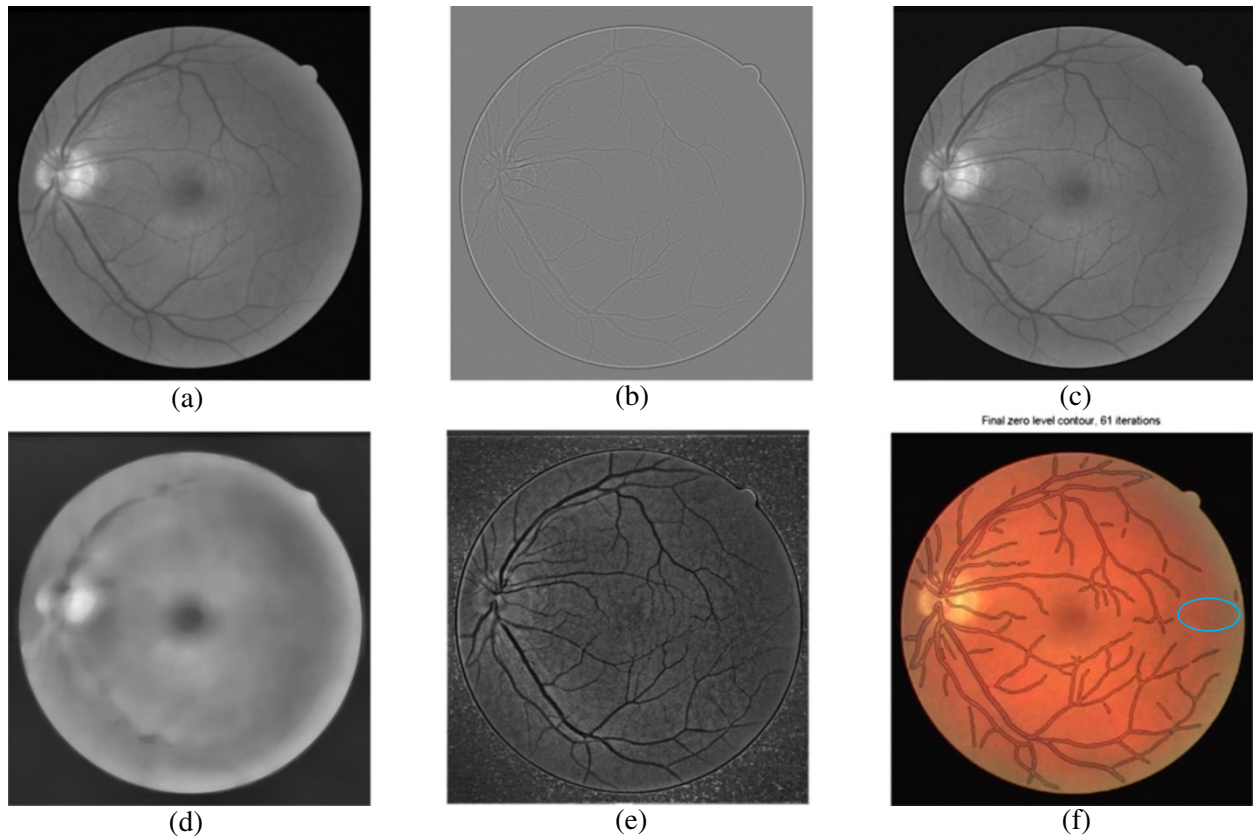 (a)
(b)
(c)
Final zero level contour, 61 iterations
(d)
(e)
(f)